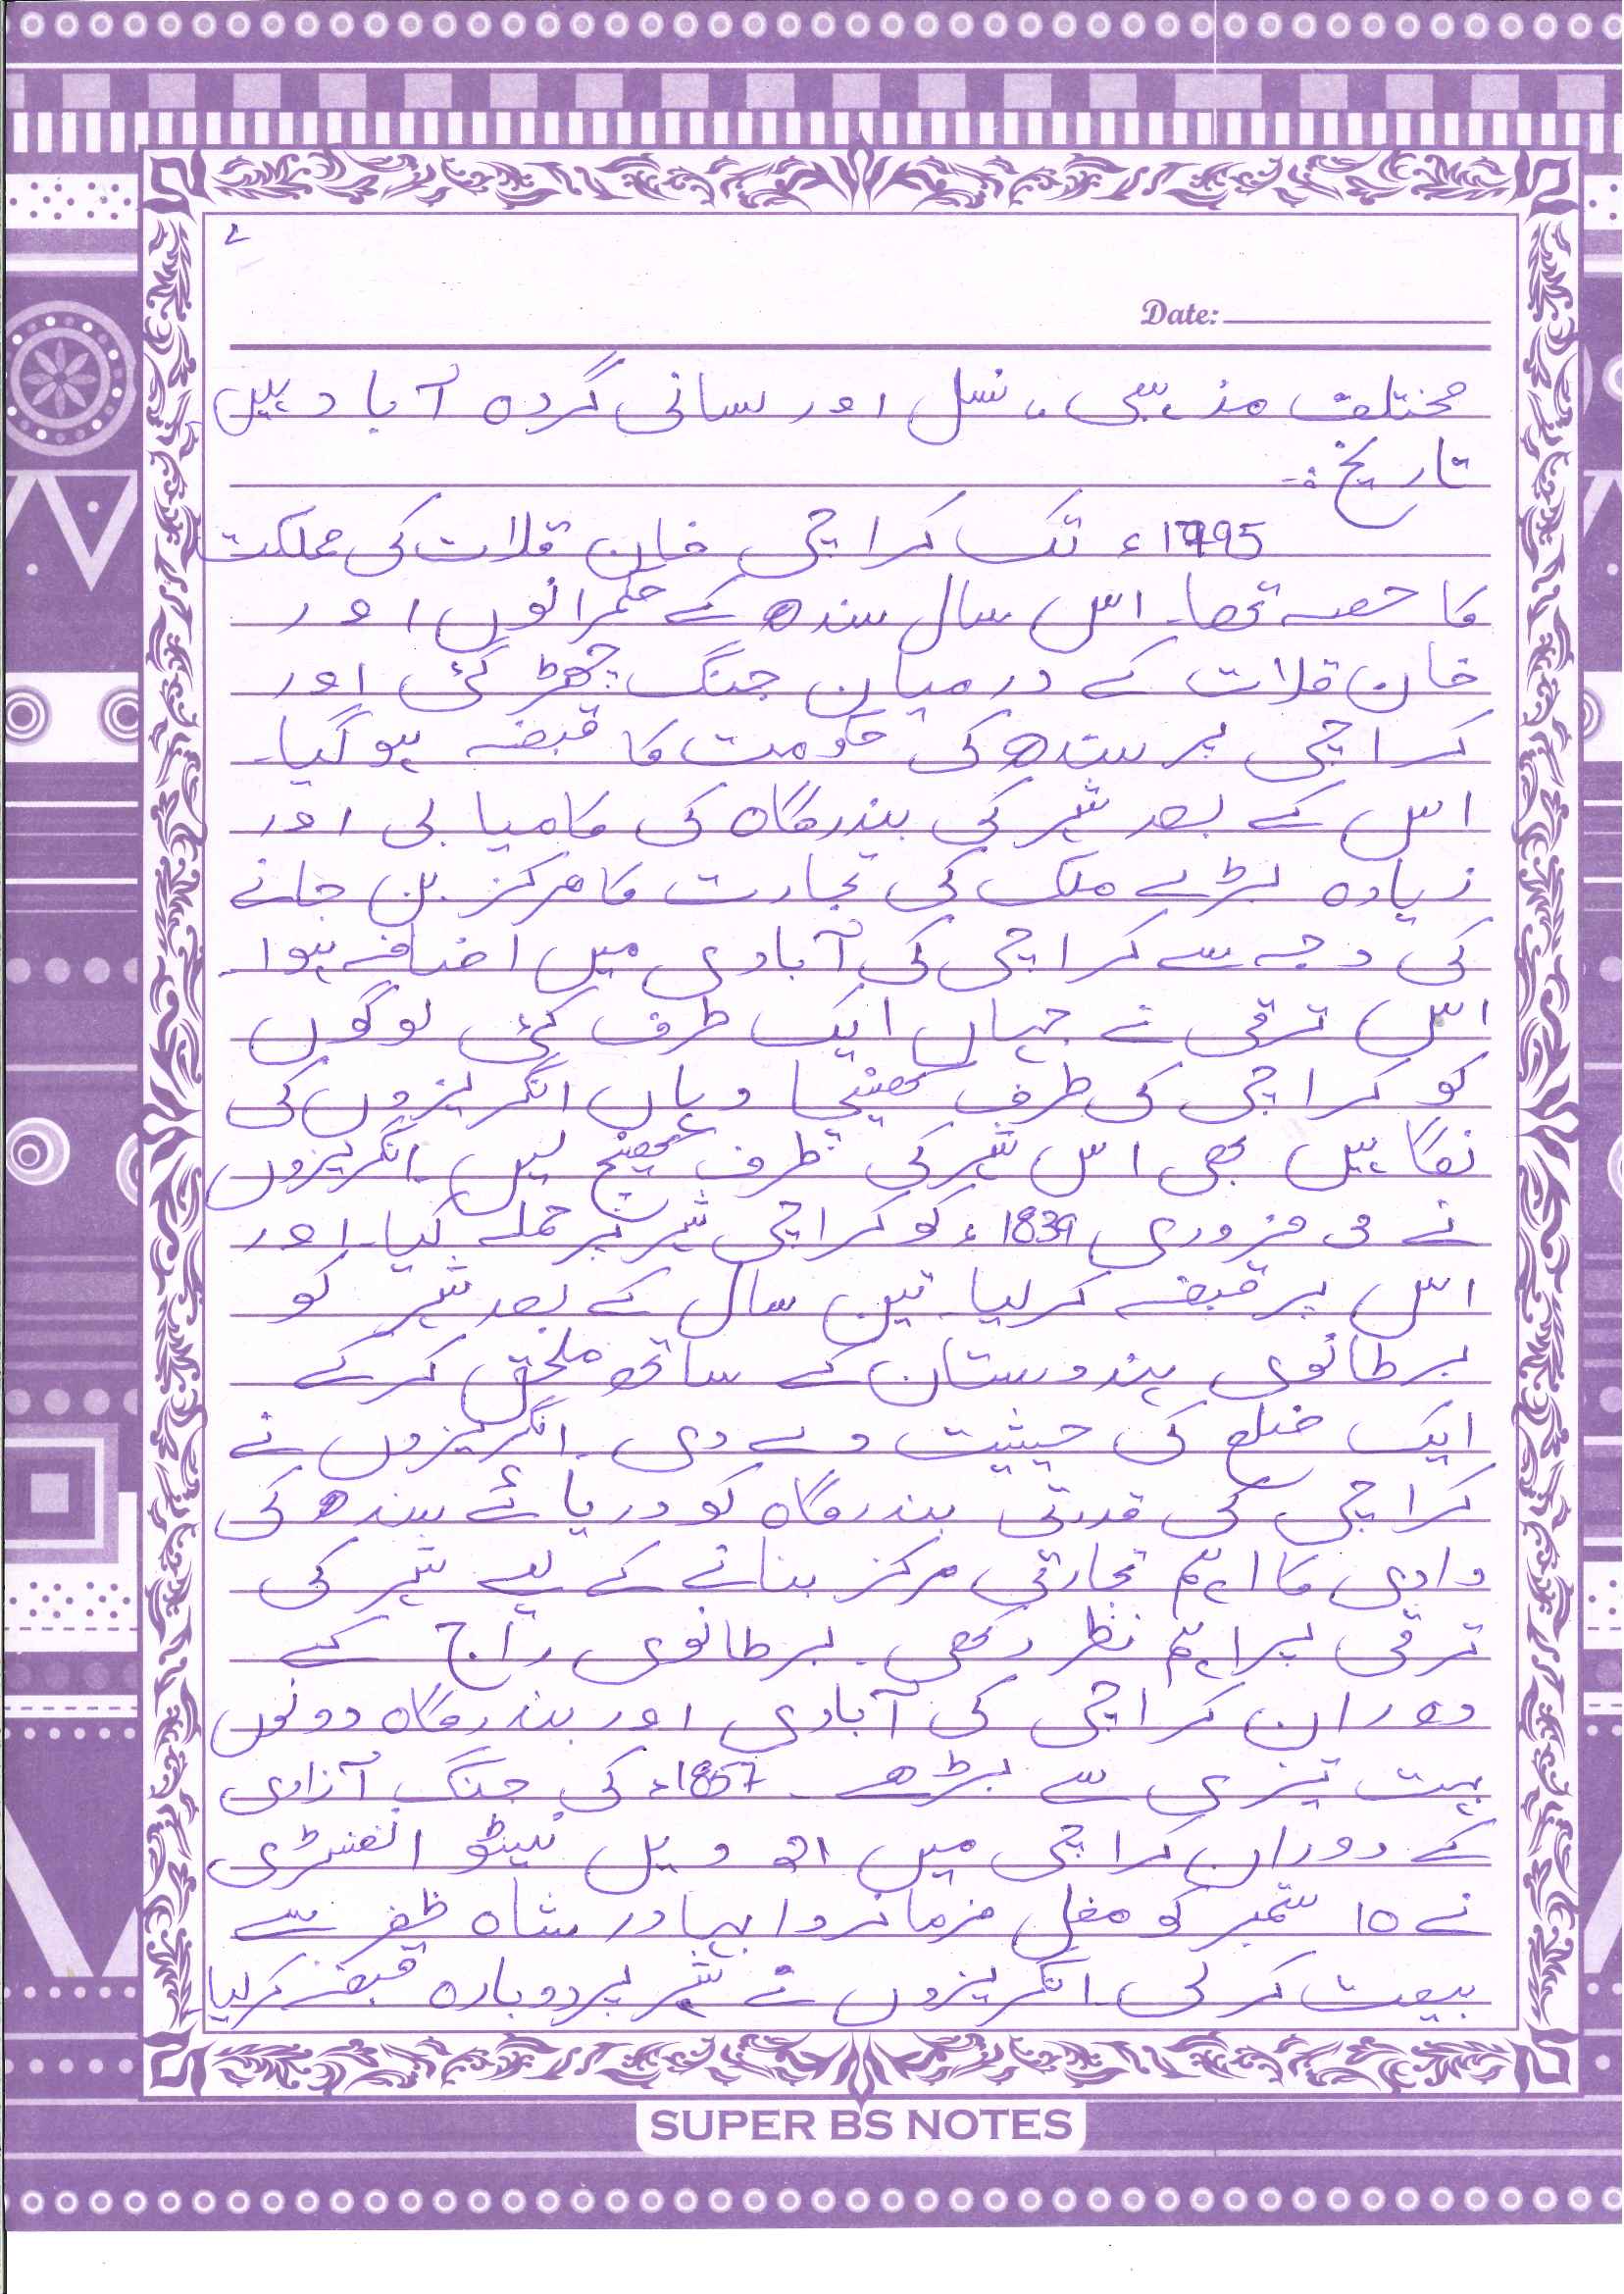 Date:
مختلف مذہبی، نسل اور لسانی گروہ آباد ہیں
تاریخ:-
1795ء تک کراچی خان قلات کی مملکت
کا حصہ تھا۔ اس سال سندھ کے حکمرانوں اور
خان قلات کے درمیان جنگ چھڑ گئی اور
کراچی پر سندھ کی حکومت کا قبضہ ہو گیا۔
اس کے بعد شہر کی بندرگاہ کی کامیابی اور
زیادہ بڑے ملک کی تجارت کا مرکز بن جانے
کی وجہ سے کراچی کی آبادی میں اضافہ ہوا۔
اس ترقی نے جہاں ایک طرف کئی لوگوں
کو کراچی کی طرف کھینچا وہاں انگریزوں کی
نگاہیں بھی اس شہر کی طرف کھینچ لیں۔ انگریزوں
نے 3 فروری 1839ء کو کراچی شہر پر حملہ کیا۔ اور
اس پر قبضہ کر لیا۔ تین سال کے بعد شہر کو
برطانوی ہندوستان کے ساتھ ملحق کر کے
ایک ضلع کی حیثیت دے دی۔ انگریزوں نے
کراچی کی قدرتی بندرگاہ کو دریائے سندھ کی
وادی کا اہم تجارتی مرکز بنانے کے لیے شہر کی
ترقی پر اہم نظر رکھی۔ برطانوی راج کے
دوران کراچی کی آبادی اور بندرگاہ دونوں
بہت تیزی سے بڑھے۔ 1857ء کی جنگ آزادی
کے دوران کراچی میں 21 ویں نیٹو انفنٹری
نے 10 ستمبر کو مغل فرمانروا بہادر شاہ ظفر سے
بیعت کر لی۔ انگریزوں نے شہر پر دوبارہ قبضہ کر لیا
SUPER BS NOTES